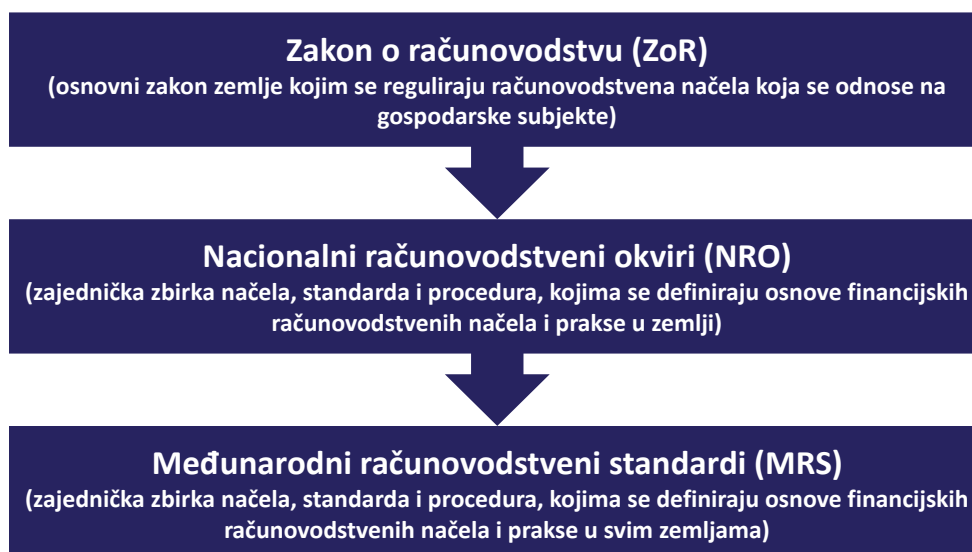 Zakon o računovodstvu (ZoR)
(osnovni zakon zemlje kojim se reguliraju računovodstvena načela koja se odnose na
gospodarske subjekte)
Nacionalni računovodstveni okviri (NRO)
(zajednička zbirka načela, standarda i procedura, kojima se definiraju osnove financijskih
računovodstvenih načela i prakse u zemlji)
Međunarodni računovodstveni standardi (MRS)
(zajednička zbirka načela, standarda i procedura, kojima se definiraju osnove financijskih
računovodstvenih načela i prakse u svim zemljama)